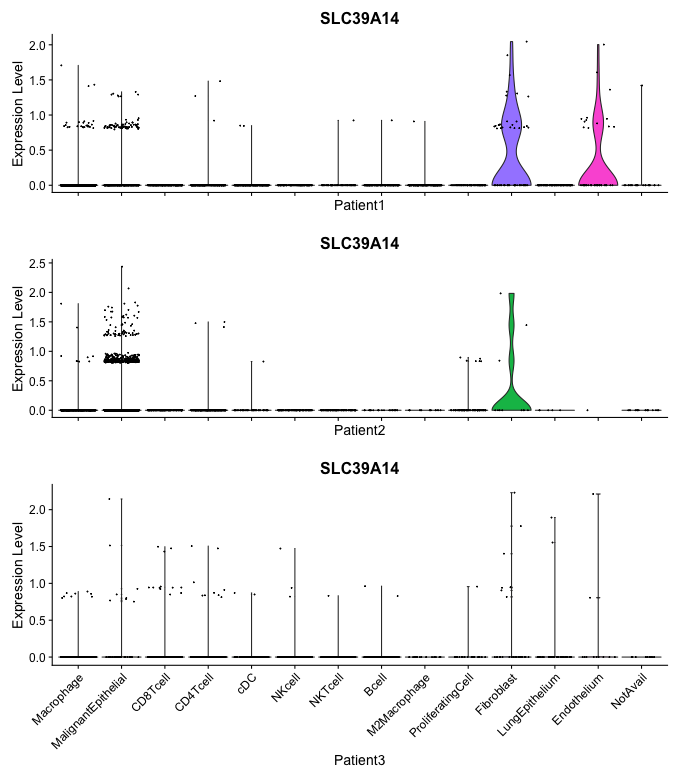 SLC39A14
Expression Level
2.0
1.5
1.0
0.5
0.0
Patient1
SLC39A14
Expression Level
2.5
2.0
1.5
1.0
0.5
0.0
Patient2
SLC39A14
Expression Level
2.0
1.5
1.0
0.5
0.0
Macrophage
MalignantEpithelial
CD8Tcell
CD4Tcell
cDC
NKcell
NKTcell
Bcell
M2Macrophage
ProliferatingCell
Fibroblast
LungEpithelium
Endothelium
NotAvail
Patient3